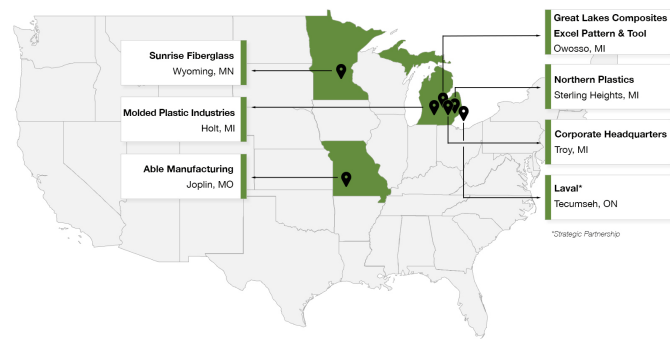 Sunrise Fiberglass
Wyoming, MN
Molded Plastic Industries
Holt, MI
Able Manufacturing
Joplin, MO
Great Lakes Composites
Excel Pattern & Tool
Owosso, MI
Northern Plastics
Sterling Heights, MI
Corporate Headquarters
Troy, MI
Laval*
Tecumseh, ON
*Strategic Partnership